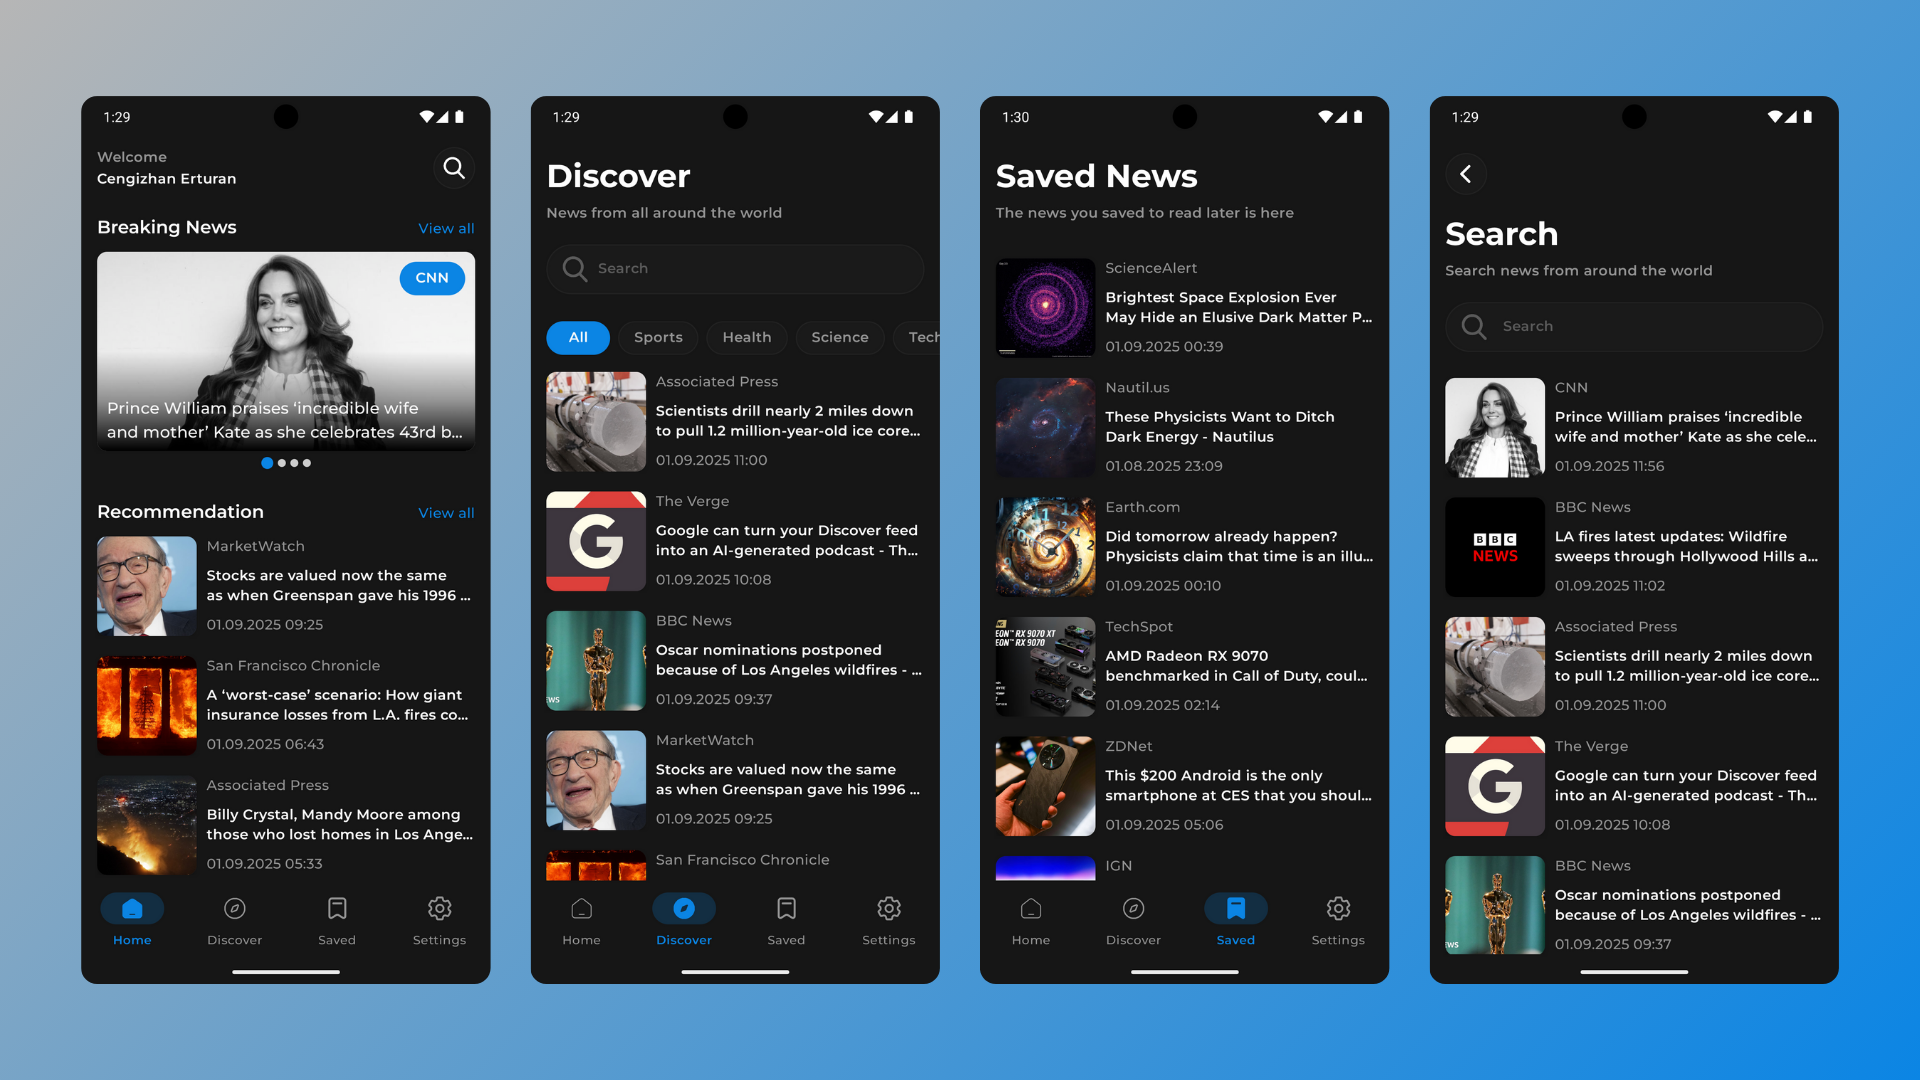 1:29
Welcome
Cengizhan Erturan
Breaking News
View all
CNN
Prince William praises ‘incredible wife
and mother’ Kate as she celebrates 43rd b...
Recommendation
View all
MarketWatch
Stocks are valued now the same
as when Greenspan gave his 1996 ...
01.09.2025 09:25
San Francisco Chronicle
A ‘worst-case’ scenario: How giant
insurance losses from L.A. fires co...
01.09.2025 06:43
Associated Press
Billy Crystal, Mandy Moore among
those who lost homes in Los Ange...
01.09.2025 05:33
Home
Discover
Saved
Settings
1:29
Discover
News from all around the world
Search
All
Sports
Health
Science
Tech
Associated Press
Scientists drill nearly 2 miles down
to pull 1.2 million-year-old ice core...
01.09.2025 11:00
G
The Verge
Google can turn your Discover feed
into an AI-generated podcast - Th...
01.09.2025 10:08
BBC News
Oscar nominations postponed
because of Los Angeles wildfires - ...
01.09.2025 09:37
MarketWatch
Stocks are valued now the same
as when Greenspan gave his 1996 ...
01.09.2025 09:25
San Francisco Chronicle
Home
Discover
Saved
Settings
1:30
Saved News
The news you saved to read later is here
ScienceAlert
Brightest Space Explosion Ever
May Hide an Elusive Dark Matter P...
01.09.2025 00:39
Nautil.us
These Physicists Want to Ditch
Dark Energy - Nautilus
01.08.2025 23:09
Earth.com
Did tomorrow already happen?
Physicists claim that time is an illu...
01.09.2025 00:10
EON™ RX 9070 XT
EON™ RX 9070
TechSpot
AMD Radeon RX 9070
benchmarked in Call of Duty, coul...
01.09.2025 02:14
ZDNet
This $200 Android is the only
smartphone at CES that you shoul...
01.09.2025 05:06
IGN
Home
Discover
Saved
Settings
1:29
Search
Search news from around the world
Search
CNN
Prince William praises ‘incredible
wife and mother’ Kate as she cele...
01.09.2025 11:56
BBC
NEWS
BBC News
LA fires latest updates: Wildfire
sweeps through Hollywood Hills a...
01.09.2025 11:02
Associated Press
Scientists drill nearly 2 miles down
to pull 1.2 million-year-old ice core...
01.09.2025 11:00
G
The Verge
Google can turn your Discover feed
into an AI-generated podcast - Th...
01.09.2025 10:08
BBC News
Oscar nominations postponed
because of Los Angeles wildfires - ...
01.09.2025 09:37